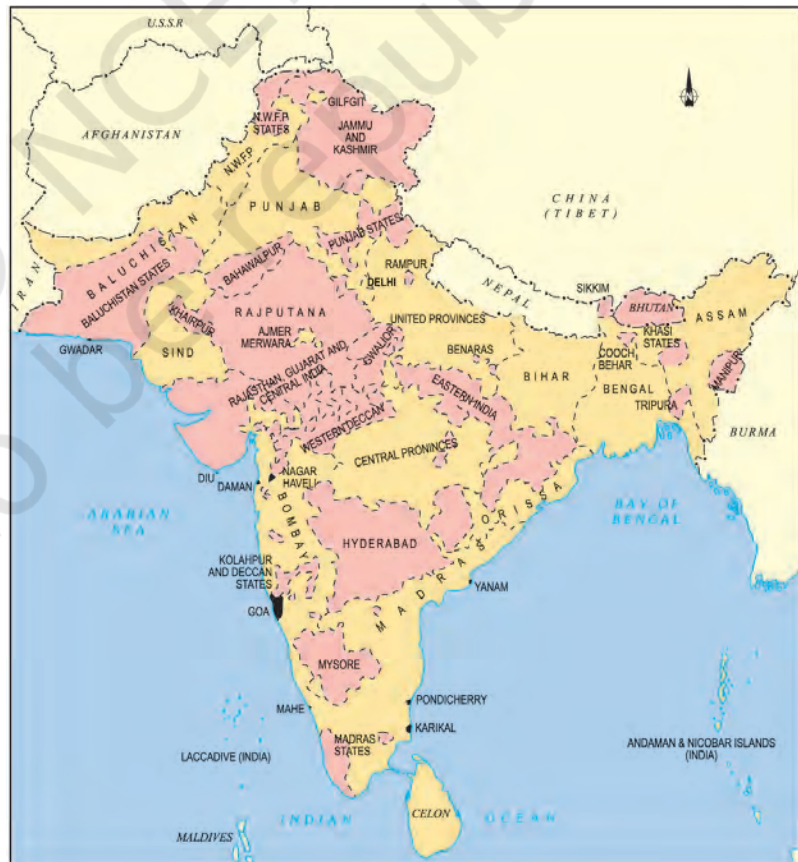 U.S.S.R
GILFGIT
N.W.F.P
STATES
JAMMU
AND
KASHMIR
AFGHANISTAN
N.W.F.P
CHINA
(TIBET)
PUNJAB
PUNJAB STATES
BALUCHISTAN
BALUCHISTAN STATES
BAHAWALPUR
IRAN
DELHI
RAMPUR
NEPAL
SIKKIM
BHUTAN
ASSAM
KHAIRPUR
RAJPUTANA
AJMER
MERWARA
UNITED PROVINCES
GWALIOR
KHASI
STATES
GWADAR
SIND
BENARAS
COOCH
BEHAR
BIHAR
RAJASTHAN, GUJARAT AND
CENTRAL INDIA
EASTERN INDIA
BENGAL
MANIPUR
TRIPURA
WESTERN DECCAN
BURMA
CENTRAL PRONINCES
DIU
DAMAN
NAGAR
HAVELI
BOMBAY
ORISSA
ARABIAN
SEA
BAY OF
BENGAL
HYDERABAD
KOLAHPUR
AND DECCAN
STATES
MADRAS
YANAM
GOA
MYSORE
MAHE
PONDICHERRY
KARIKAL
MADRAS
STATES
LACCADIVE (INDIA)
ANDAMAN & NICOBAR ISLANDS
(INDIA)
INDIAN OCEAN
CELON
MALDIVES
N